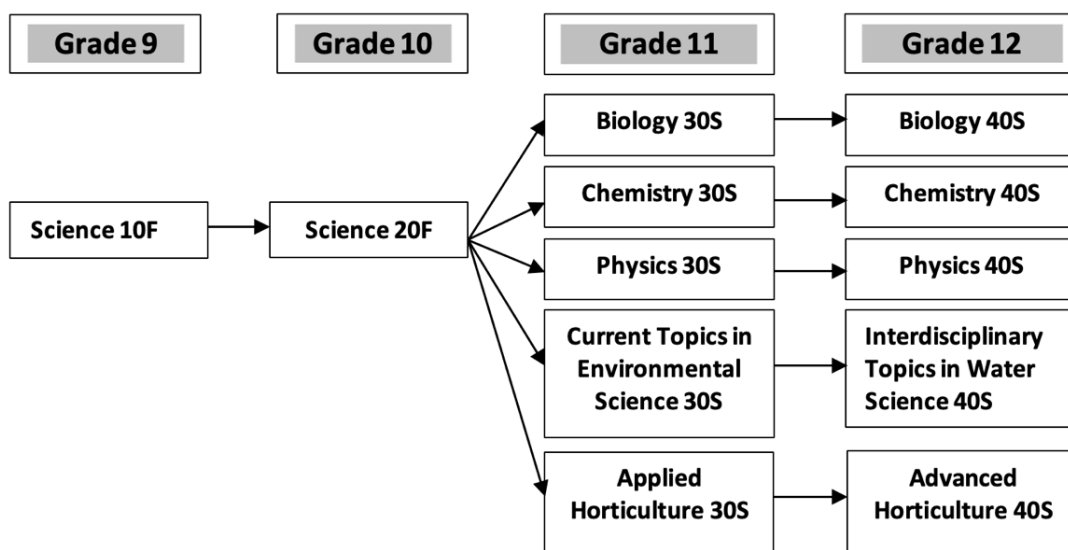 Grade 9
Grade 10
Grade 11
Grade 12
Biology 30S
Biology 40S
Chemistry 30S
Chemistry 40S
Science 10F
Science 20F
Physics 30S
Physics 40S
Current Topics in
Environmental
Science 30S
Interdisciplinary
Topics in Water
Science 40S
Applied
Horticulture 30S
Advanced
Horticulture 40S